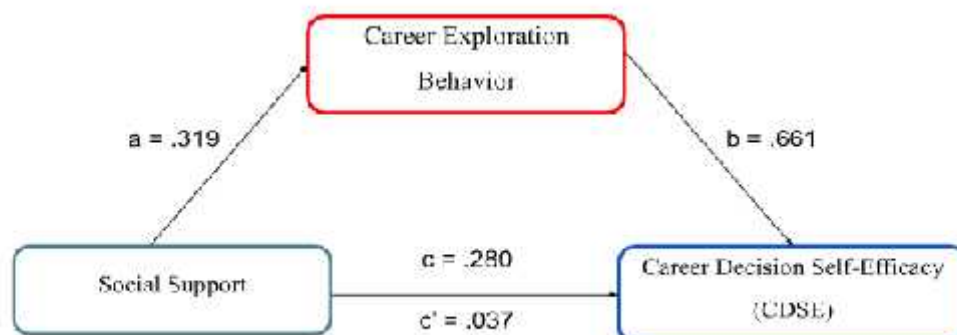 Career Exploration
Behavior
a = .319
b = .661
Social Support
c = .280
c' = .037
Career Decision Self-Efficacy
(CDSE)